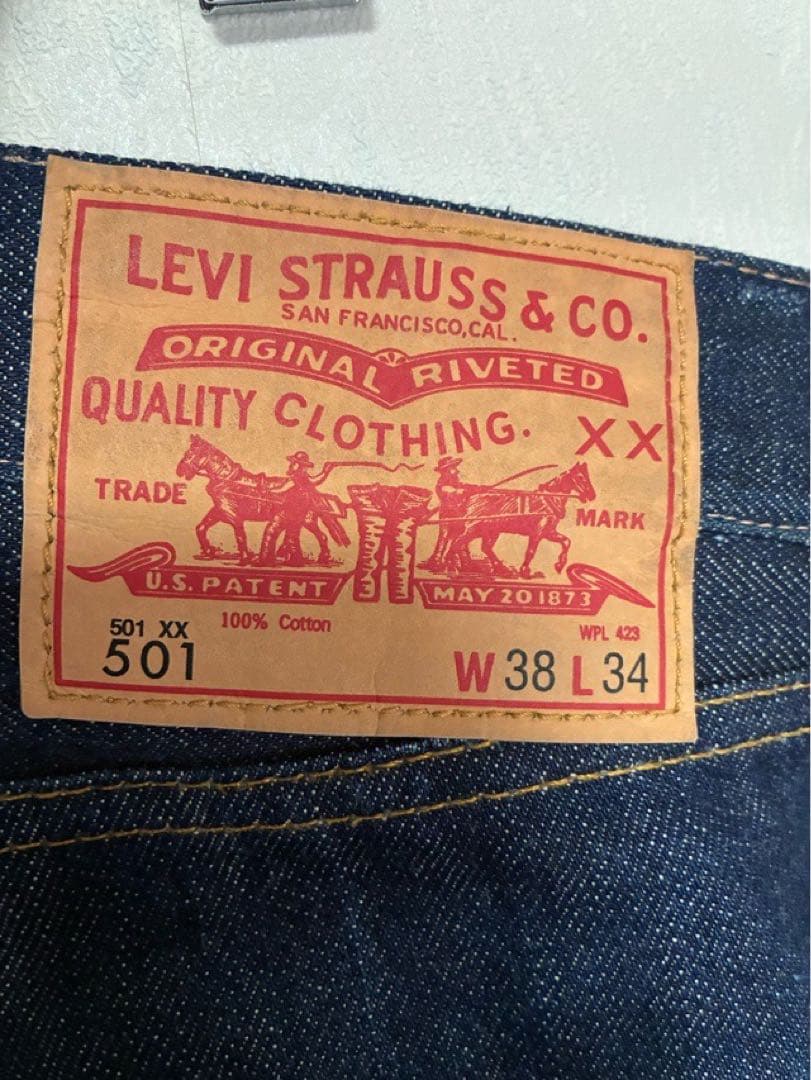 LEVI STRAUSS & CO.
SAN FRANCISCO, CAL.
ORIGINAL RIVETED
QUALITY CLOTHING. XX
TRADE MARK
U.S. PATENT MAY 20 1873
501 XX 100% Cotton WPL 423
501 W 38 L 34